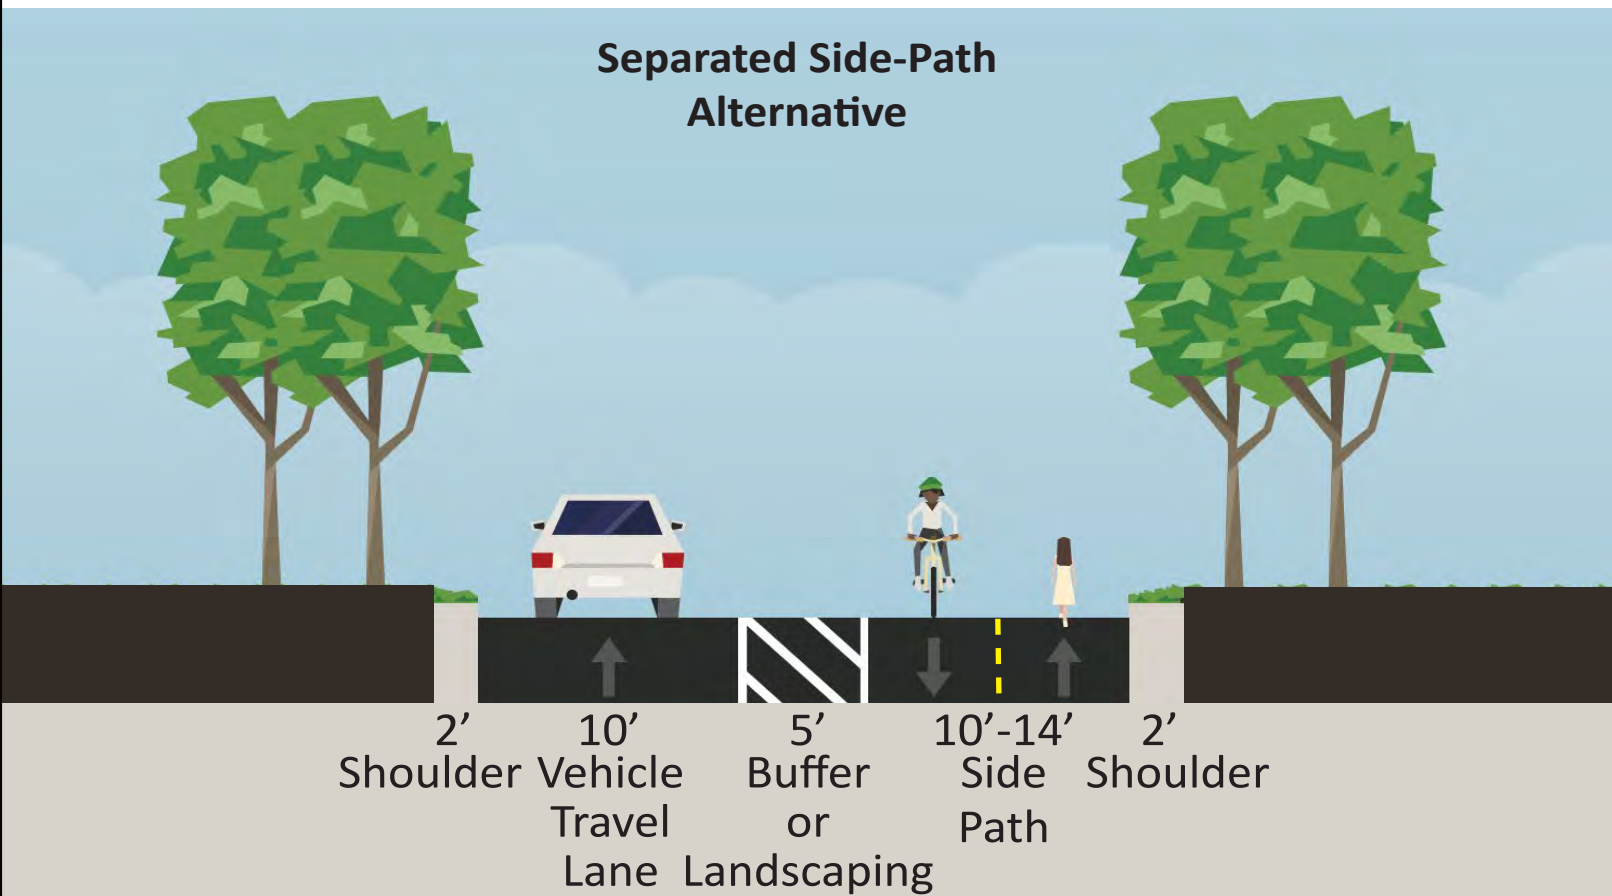 Separated Side-Path
Alternative
2’ 10’ 5’ 10’-14’ 2’
Shoulder Vehicle Buffer Side Shoulder
Travel or Path
Lane Landscaping